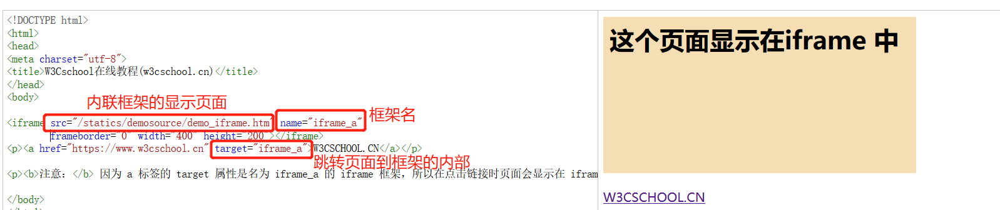 <!DOCTYPE html>
<html>
<head>
<meta charset="utf-8">
<title>W3Cschool在线教程(w3cschool.cn)</title>
</head>
<body>
内联框架的显示页面
<iframe src="/statics/demosource/demo_iframe.htm" name="iframe_a"
框架名
frameborder="0" width="400" height="200"></iframe>
<p><a href="https://www.w3cschool.cn" target="iframe_a">W3CSCHOOL.CN</a></p>
跳转页面到框架的内部
<p><b>注意：</b> 因为 a 标签的 target 属性是名为 iframe_a 的 iframe 框架，所以在点击链接时页面会显示在 ifram
</body>
这个页面显示在iframe 中
W3CSCHOOL.CN